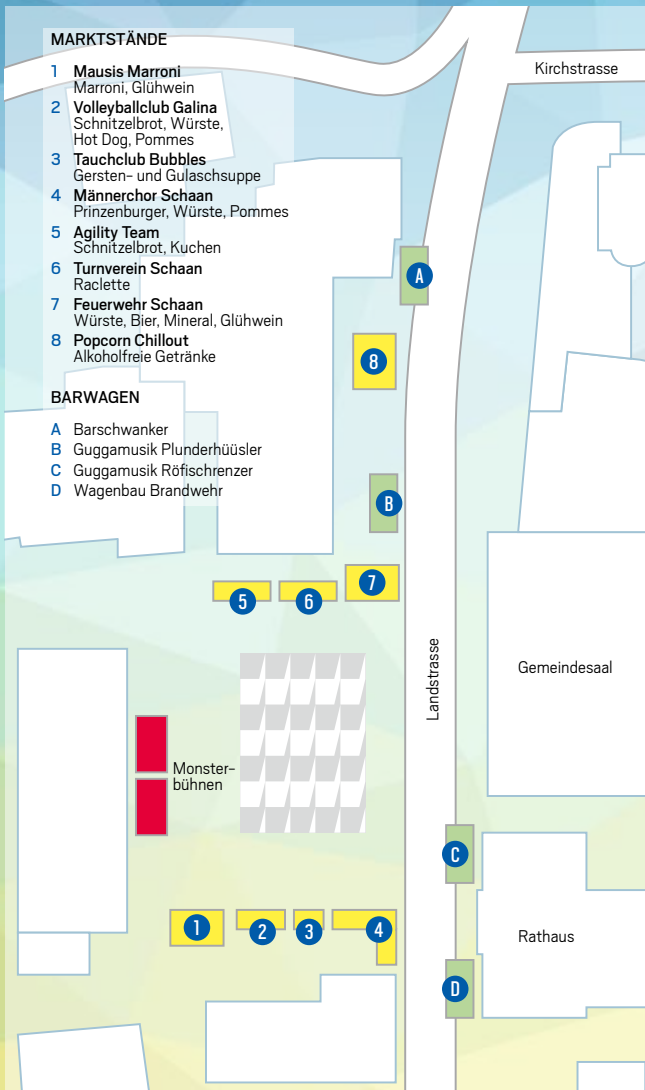 MARKTSTÄNDE
1 Mausis Marroni
Marroni, Glühwein
2 Volleyballclub Galina
Schnitzelbrot, Würste,
Hot Dog, Pommes
3 Tauchclub Bubbles
Gersten- und Gulaschsuppe
4 Männerchor Schaan
Prinzenburger, Würste, Pommes
5 Agility Team
Schnitzelbrot, Kuchen
6 Turnverein Schaan
Raclette
7 Feuerwehr Schaan
Würste, Bier, Mineral, Glühwein
8 Popcorn Chillout
Alkoholfreie Getränke
BARWAGEN
A Barschwanker
B Guggamusik Plunderhüüsler
C Guggamusik Röfischrenzer
D Wagenbau Brandwehr
Kirchstrasse
A
8
B
7
5
6
Landstrasse
Gemeindesaal
Monster-
bühnen
C
1
2
3
4
Rathaus
D